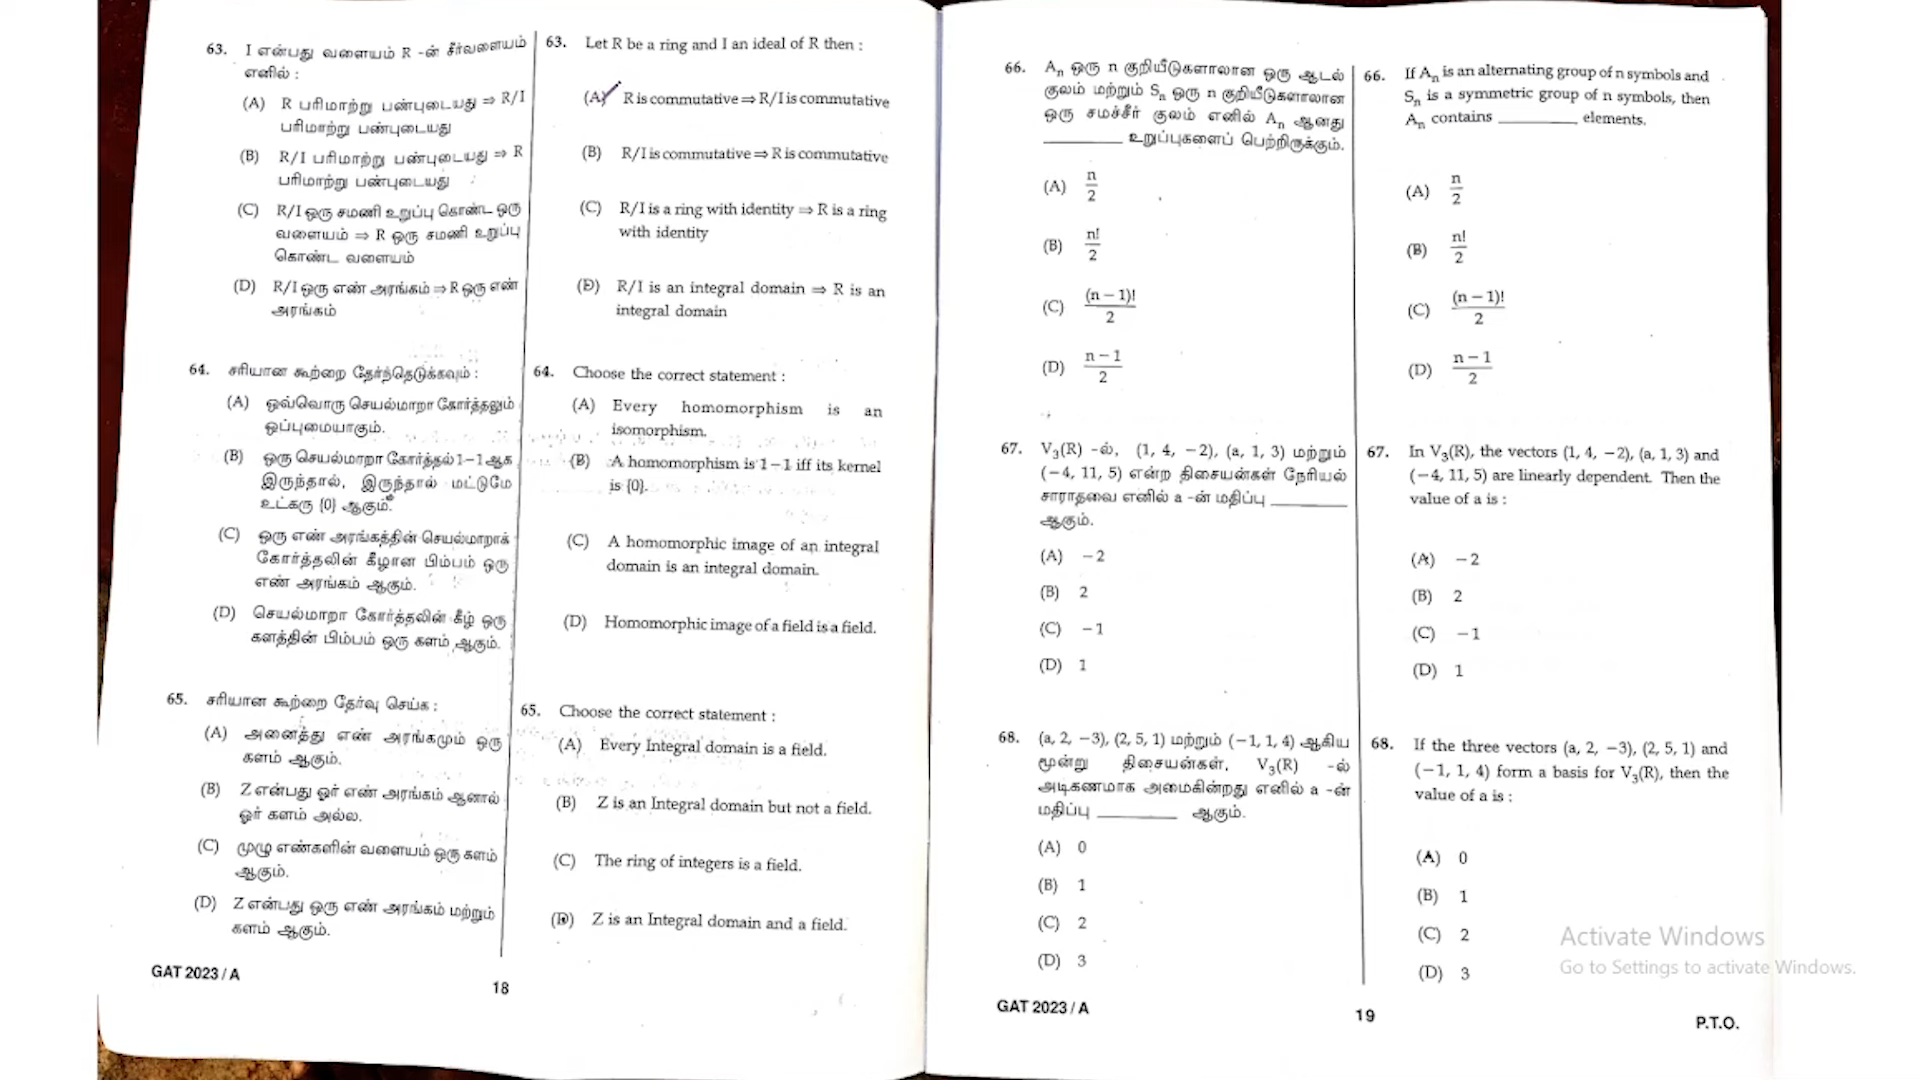 63. I என்பது வளையம் R -ன் சீர்வளையம்
எனில் :
(A) R பரிமாற்று பண்புடையது ⇒ R/I
பரிமாற்று பண்புடையது
(B) R/I பரிமாற்று பண்புடையது ⇒ R
பரிமாற்று பண்புடையது
(C) R/I ஒரு சமணி உறுப்பு கொண்ட ஒரு
வளையம் ⇒ R ஒரு சமணி உறுப்பு
கொண்ட வளையம்
(D) R/I ஒரு எண் அரங்கம் ⇒ R ஒரு எண்
அரங்கம்
64. சரியான கூற்றை தேர்ந்தெடுக்கவும் :
(A) ஒவ்வொரு செயல்மாறா கோர்த்தலும்
ஒப்புமையாகும்.
(B) ஒரு செயல்மாறா கோர்த்தல் 1−1 ஆக
இருந்தால், இருந்தால் மட்டுமே
உட்கரு {0} ஆகும்.
(C) ஒரு எண் அரங்கத்தின் செயல்மாறாக்
கோர்த்தலின் கீழான பிம்பம் ஒரு
எண் அரங்கம் ஆகும்.
(D) செயல்மாறா கோர்த்தலின் கீழ் ஒரு
களத்தின் பிம்பம் ஒரு களம் ஆகும்.
65. சரியான கூற்றை தேர்வு செய்க :
(A) அனைத்து எண் அரங்கமும் ஒரு
களம் ஆகும்.
(B) Z என்பது ஓர் எண் அரங்கம் ஆனால்
ஓர் களம் அல்ல.
(C) முழு எண்களின் வளையம் ஒரு களம்
ஆகும்.
(D) Z என்பது ஒரு எண் அரங்கம் மற்றும்
களம் ஆகும்.
63. Let R be a ring and I an ideal of R then :
(A) R is commutative ⇒ R/I is commutative
(B) R/I is commutative ⇒ R is commutative
(C) R/I is a ring with identity ⇒ R is a ring
with identity
(D) R/I is an integral domain ⇒ R is an
integral domain
64. Choose the correct statement :
(A) Every homomorphism is an
isomorphism.
(B) A homomorphism is 1−1 iff its kernel
is {0}.
(C) A homomorphic image of an integral
domain is an integral domain.
(D) Homomorphic image of a field is a field.
65. Choose the correct statement :
(A) Every Integral domain is a field.
(B) Z is an Integral domain but not a field.
(C) The ring of integers is a field.
(D) Z is an Integral domain and a field.
GAT 2023 / A
18
66. Aₙ ஒரு n குறியீடுகளாலான ஒரு ஆடல்
குலம் மற்றும் Sₙ ஒரு n குறியீடுகளாலான
ஒரு சமச்சீர் குலம் எனில் Aₙ ஆனது
________ உறுப்புகளைப் பெற்றிருக்கும்.
(A) n/2
(B) n!/2
(C) (n − 1)!/2
(D) n − 1/2
67. V₃(R) -ல், (1, 4, −2), (a, 1, 3) மற்றும்
(−4, 11, 5) என்ற திசையன்கள் நேரியல்
சாராதவை எனில் a -ன் மதிப்பு ________
ஆகும்.
(A) −2
(B) 2
(C) −1
(D) 1
68. (a, 2, −3), (2, 5, 1) மற்றும் (−1, 1, 4) ஆகிய
மூன்று திசையன்கள், V₃(R) -ல்
அடிகணமாக அமைகின்றது எனில் a -ன்
மதிப்பு ________ ஆகும்.
(A) 0
(B) 1
(C) 2
(D) 3
66. If Aₙ is an alternating group of n symbols and
Sₙ is a symmetric group of n symbols, then
Aₙ contains ________ elements.
(A) n/2
(B) n!/2
(C) (n − 1)!/2
(D) n − 1/2
67. In V₃(R), the vectors (1, 4, −2), (a, 1, 3) and
(−4, 11, 5) are linearly dependent. Then the
value of a is :
(A) −2
(B) 2
(C) −1
(D) 1
68. If the three vectors (a, 2, −3), (2, 5, 1) and
(−1, 1, 4) form a basis for V₃(R), then the
value of a is :
(A) 0
(B) 1
(C) 2
(D) 3
GAT 2023 / A
19
P.T.O.
Activate Windows
Go to Settings to activate Windows.